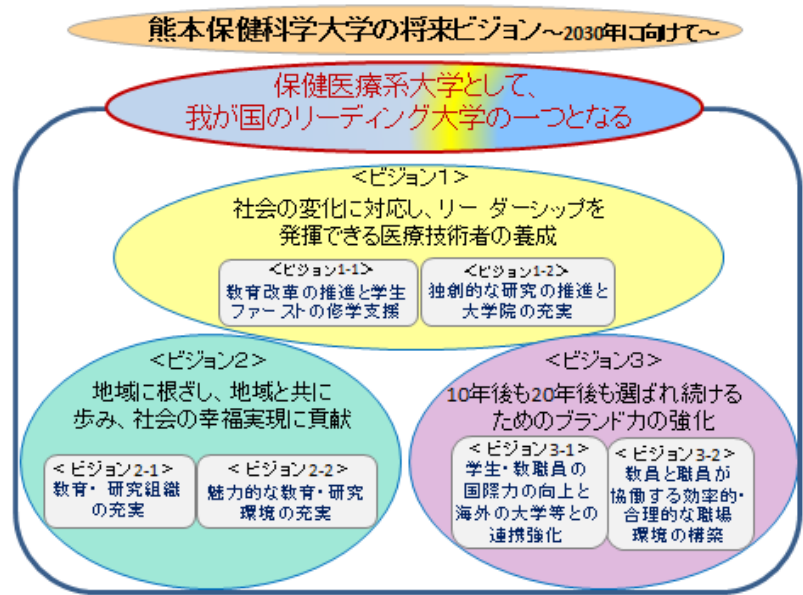 熊本保健科学大学の将来ビジョン～2030年に向けて～
保健医療系大学として、
我が国のリーディング大学の一つとなる
＜ビジョン1＞
社会の変化に対応し、リーダーシップを
発揮できる医療技術者の養成
＜ビジョン1-1＞
教育改革の推進と学生
ファーストの修学支援
＜ビジョン1-2＞
独創的な研究の推進と
大学院の充実
＜ビジョン2＞
地域に根ざし、地域と共に
歩み、社会の幸福実現に貢献
＜ビジョン2-1＞
教育・研究組織
の充実
＜ビジョン2-2＞
魅力的な教育・研究
環境の充実
＜ビジョン3＞
10年後も20年後も選ばれ続ける
ためのブランド力の強化
＜ビジョン3-1＞
学生・教職員の
国際力の向上と
海外の大学等との
連携強化
＜ビジョン3-2＞
教員と職員が
協働する効率的・
合理的な職場
環境の構築